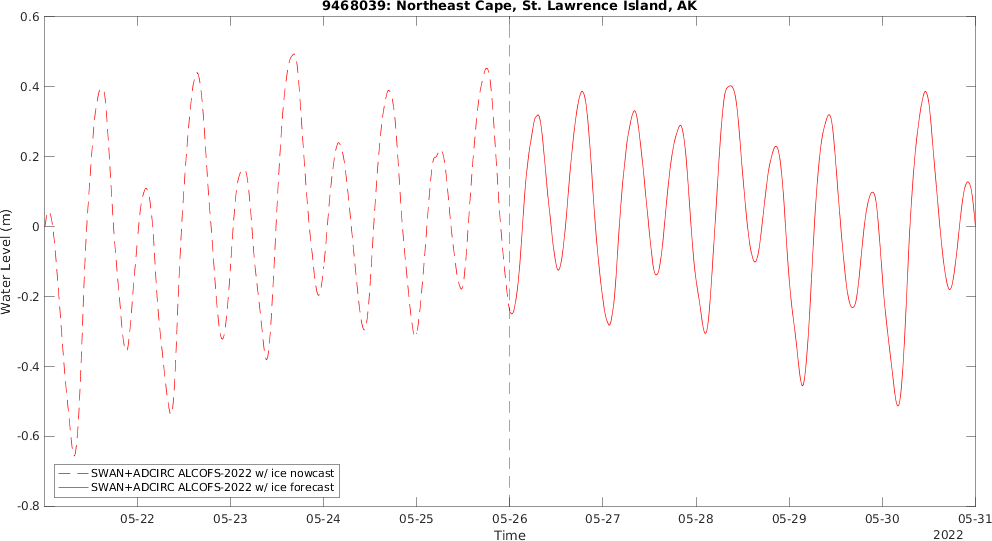 9468039: Northeast Cape, St. Lawrence Island, AK
0.6
0.4
0.2
0
-0.2
-0.4
-0.6
-0.8
Water Level (m)
SWAN+ADCIRC ALCOFS-2022 w/ ice nowcast
SWAN+ADCIRC ALCOFS-2022 w/ ice forecast
05-22 05-23 05-24 05-25 05-26 05-27 05-28 05-29 05-30 05-31
Time
2022